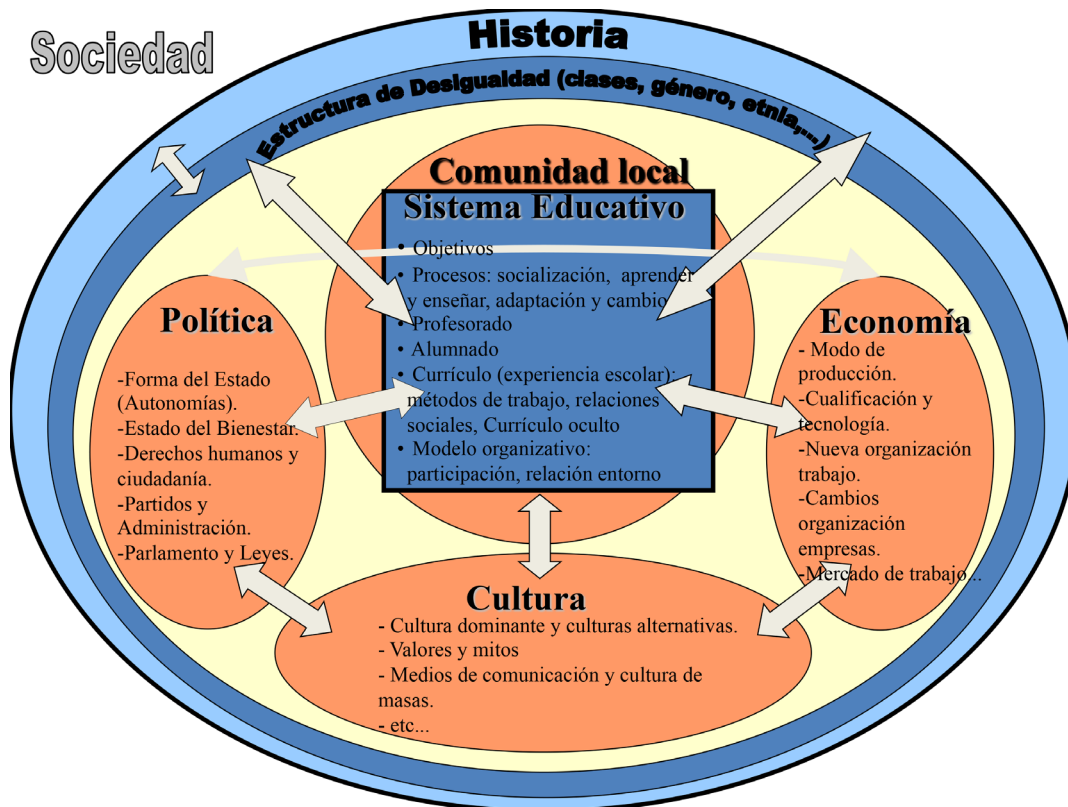 Sociedad
Historia
Estructura de Desigualdad (clases, género, etnia,...)
Comunidad local
Sistema Educativo
• Objetivos
• Procesos: socialización, aprender
y enseñar, adaptación y cambio
• Profesorado
• Alumnado
• Currículo (experiencia escolar):
métodos de trabajo, relaciones
sociales, Currículo oculto
• Modelo organizativo:
participación, relación entorno
Política
-Forma del Estado
(Autonomías).
-Estado del Bienestar.
-Derechos humanos y
ciudadanía.
-Partidos y
Administración.
-Parlamento y Leyes.
Economía
- Modo de
producción.
-Cualificación y
tecnología.
-Nueva organización
trabajo.
-Cambios
organización
empresas.
-Mercado de trabajo...
Cultura
- Cultura dominante y culturas alternativas.
- Valores y mitos
- Medios de comunicación y cultura de
masas.
- etc...